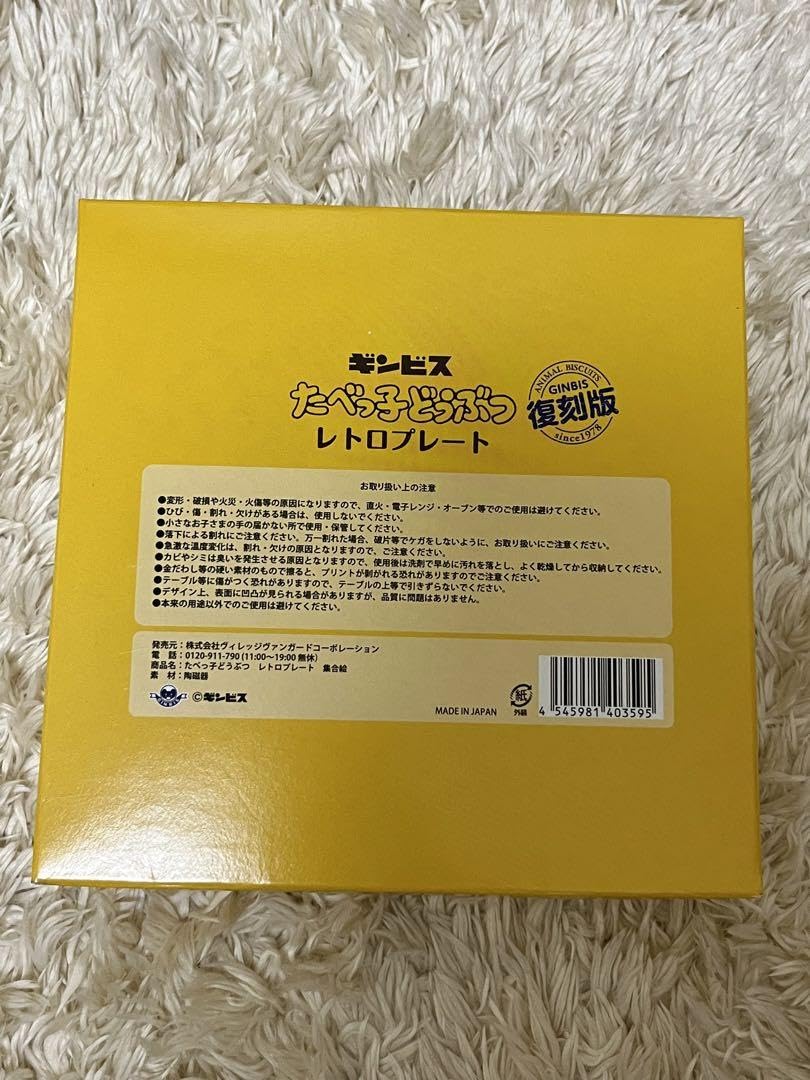 ギンビス
たべっ子どうぶつ
レトロプレート
ANIMAL BISCUITS
GINBIS
復刻版
since1978
お取り扱い上の注意
●変形・破損や火災・火傷等の原因になりますので、直火・電子レンジ・オーブン等でのご使用は避けてください。
●ひび・傷・割れ・欠けがある場合は、使用しないでください。
●小さなお子さまの手の届かない所で使用・保管してください。
●落下による割れにご注意ください。万一割れた場合、破片等でケガをしないように、お取り扱いにご注意ください。
●急激な温度変化は、割れ・欠けの原因となりますので、ご注意ください。
●カビやシミは臭いを発生させる原因となりますので、使用後は洗剤で早めに汚れを落とし、よく乾燥してから収納してください。
●金だわし等の硬い素材のもので擦ると、プリントが剥がれる恐れがありますのでご注意ください。
●テーブル等に傷がつく恐れがありますので、テーブルの上等で引きずらないでください。
●デザイン上、表面に凹凸が見られる場合がありますが、品質に問題はありません。
●本来の用途以外でのご使用は避けてください。
発売元：株式会社ヴィレッジヴァンガードコーポレーション
電　話：0120-911-790 (11:00〜19:00 無休)
商品名：たべっ子どうぶつ　レトロプレート　集合絵
素　材：陶磁器
GINBIS
©ギンビス
MADE IN JAPAN
紙
外箱
4 545981 403595